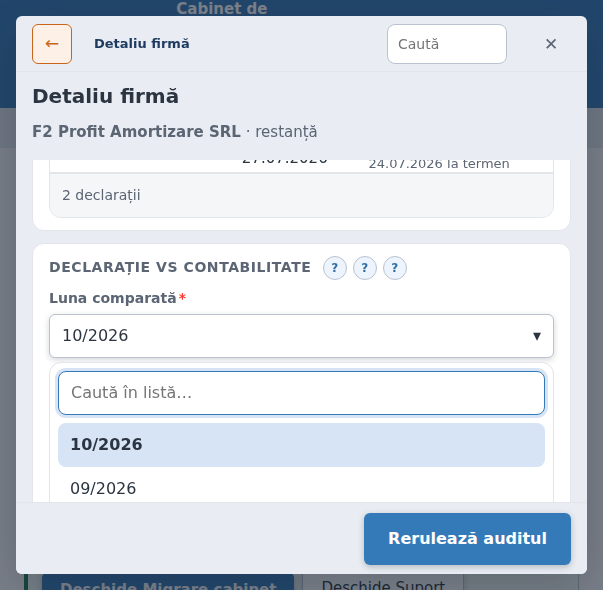 Cabinet de
←
Detaliu firmă
Caută
✕
Detaliu firmă
F2 Profit Amortizare SRL · restanță
27.07.2026
24.07.2026 la termen
2 declarații
DECLARAȚIE VS CONTABILITATE ? ? ?
Luna comparată*
10/2026 ▼
Caută în listă…
10/2026
09/2026
Rerulează auditul
Deschide Migrare cabinet
Deschide Suport